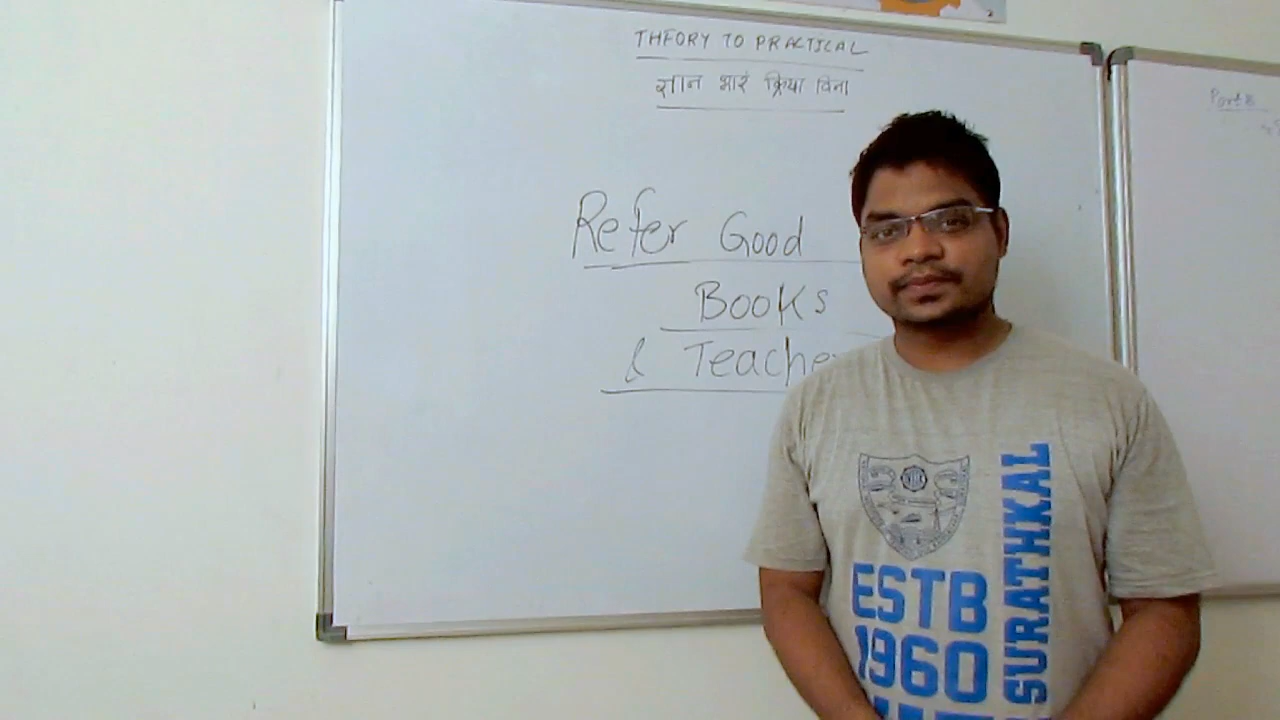 THEORY TO PRACTICAL
ज्ञान भारं क्रिया विना
Refer Good
Books
& Teache
ESTB
1960
SURATHKAL